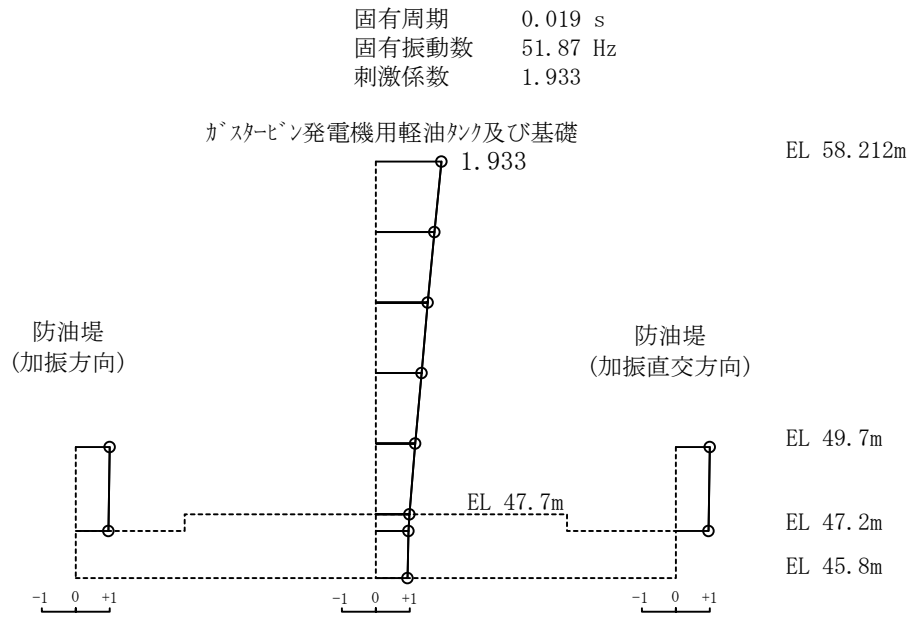 固有周期 0.019 s
固有振動数 51.87 Hz
刺激係数 1.933
ｶﾞｽﾀｰﾋﾞﾝ発電機用軽油ﾀﾝｸ及び基礎
1.933
EL 58.212m
防油堤
(加振方向)
防油堤
(加振直交方向)
EL 49.7m
EL 47.7m
EL 47.2m
EL 45.8m
-1 0 +1
-1 0 +1
-1 0 +1